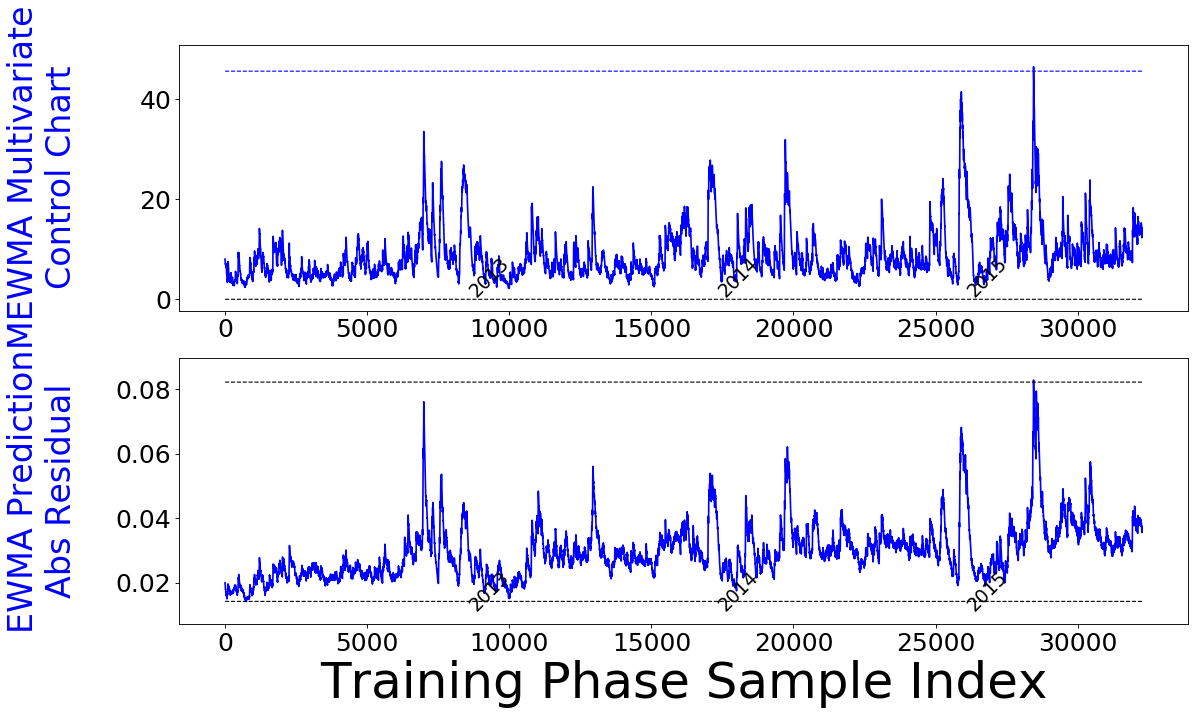 MEWMA Multivariate
Control Chart
40
20
0
2013
2014
2015
0 5000 10000 15000 20000 25000 30000
EWMA Prediction
Abs Residual
0.08
0.06
0.04
0.02
2013
2014
2015
0 5000 10000 15000 20000 25000 30000
Training Phase Sample Index